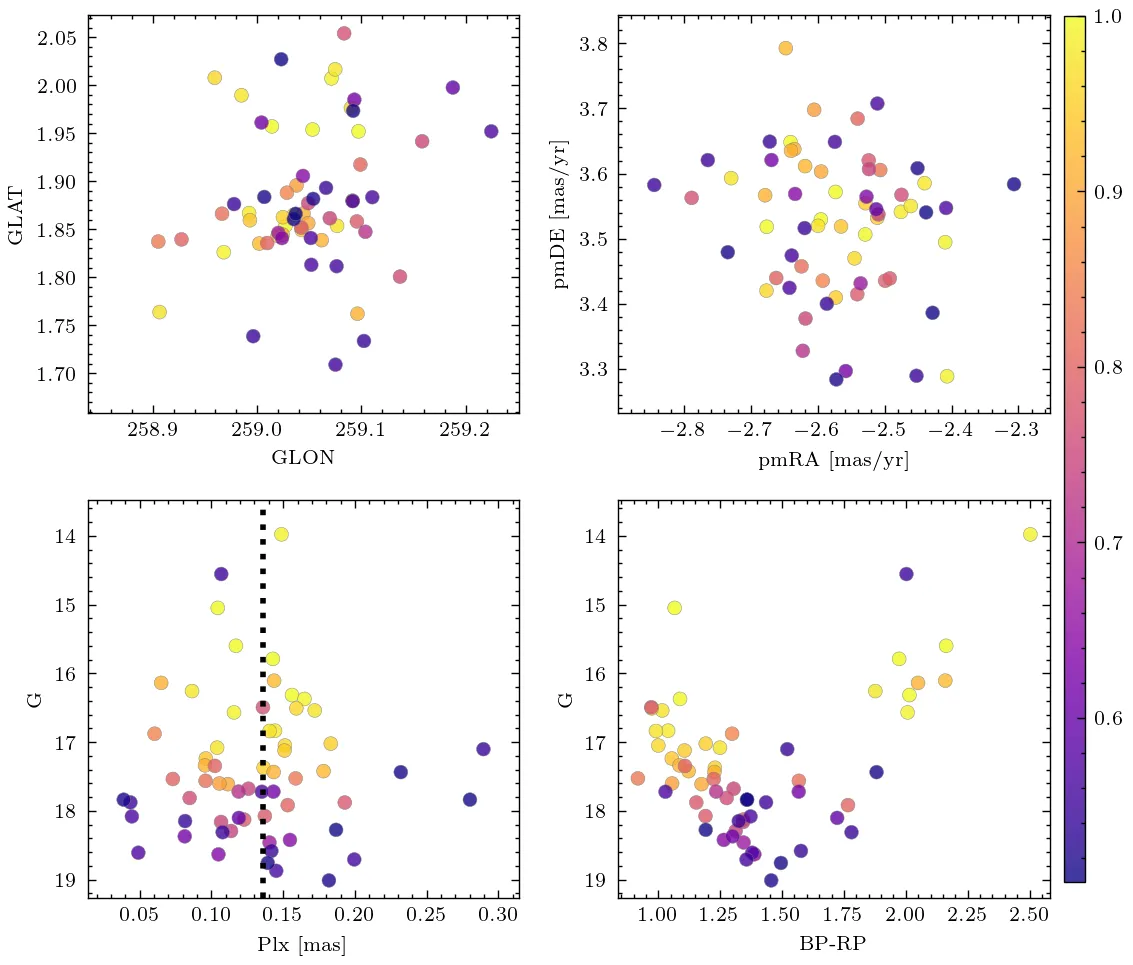 2.05
2.00
1.95
1.90
1.85
1.80
1.75
1.70
GLAT
258.9 259.0 259.1 259.2
GLON
3.8
3.7
3.6
3.5
3.4
3.3
pmDE [mas/yr]
−2.8 −2.7 −2.6 −2.5 −2.4 −2.3
pmRA [mas/yr]
1.0
0.9
0.8
0.7
0.6
14
15
16
17
18
19
G
0.05 0.10 0.15 0.20 0.25 0.30
Plx [mas]
14
15
16
17
18
19
G
1.00 1.25 1.50 1.75 2.00 2.25 2.50
BP-RP